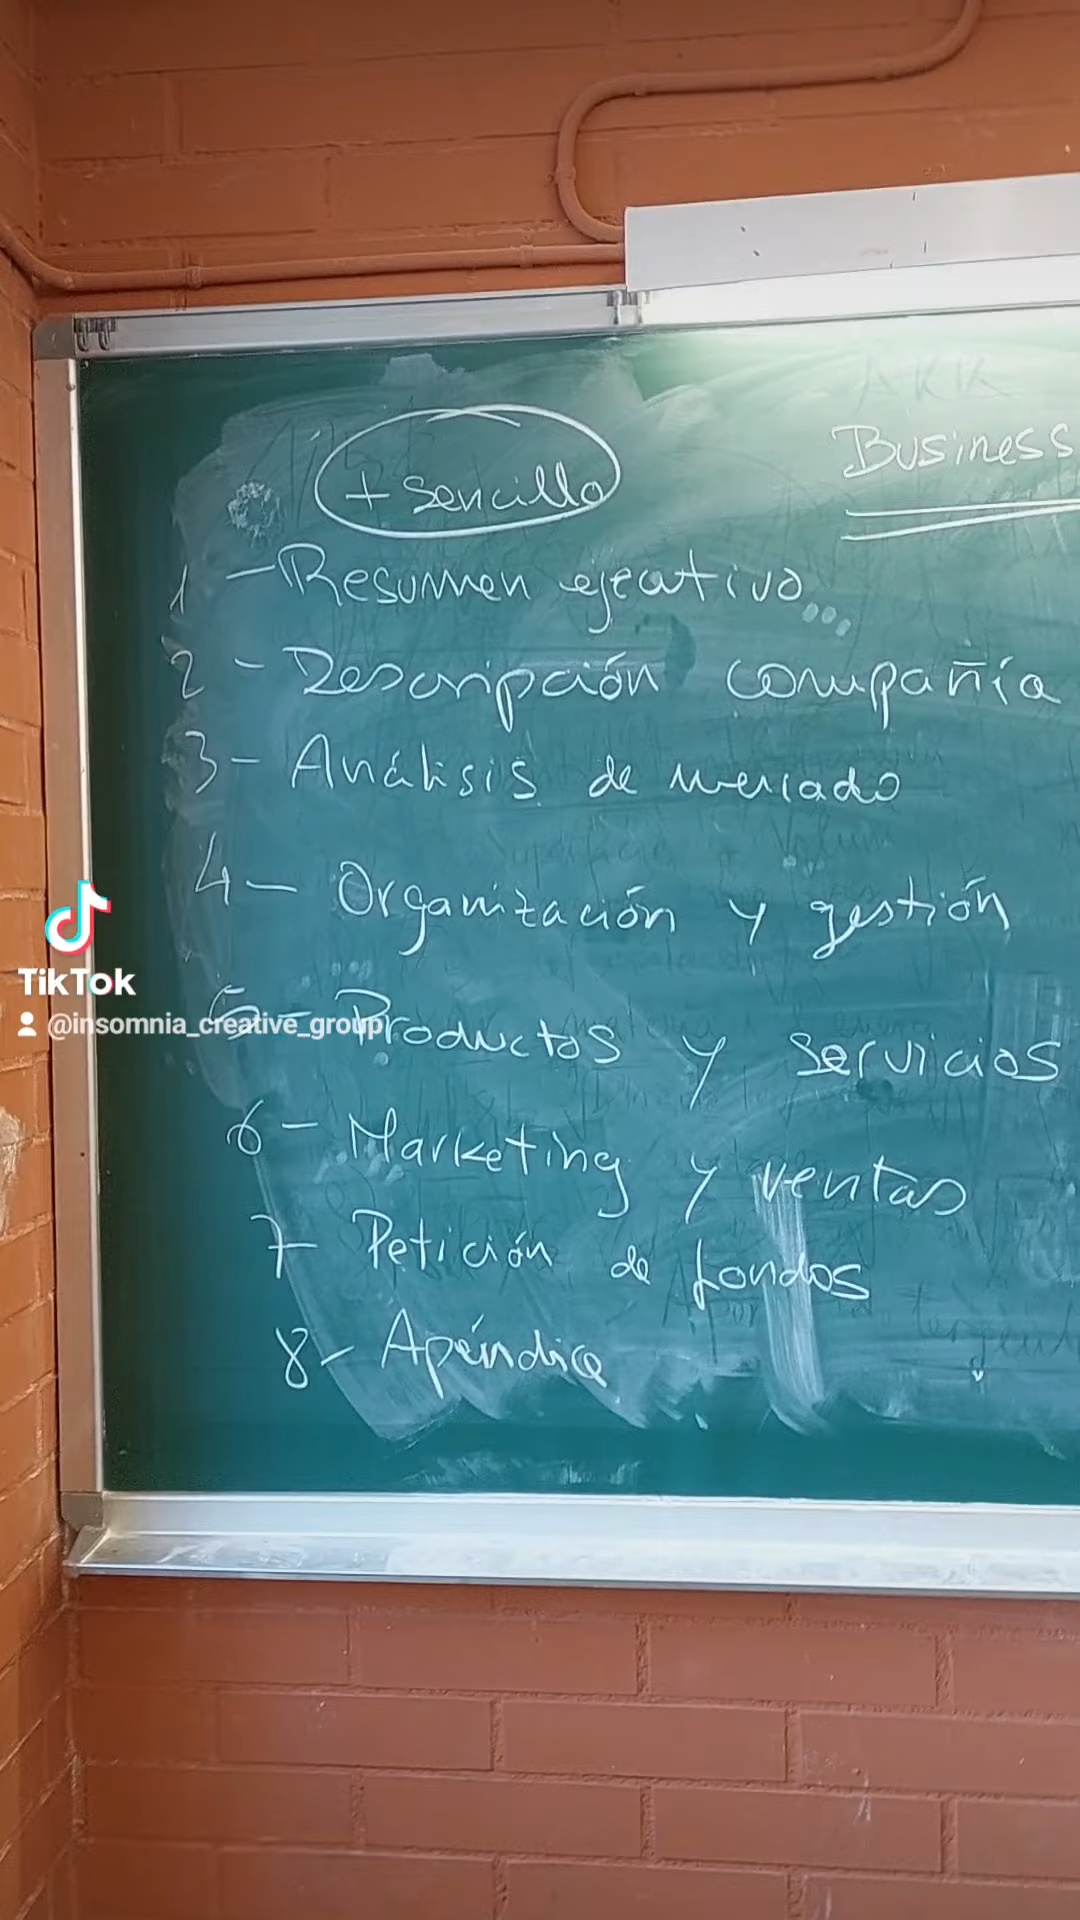 Business
+ sencillo
1 - Resumen ejecutivo...
2 - Descripción compañía
3 - Análisis de mercado
4 - Organización y gestión
5 - Productos y servicios
6 - Marketing y ventas
7 - Petición de fondos
8 - Apéndice
TikTok
@insomnia_creative_group